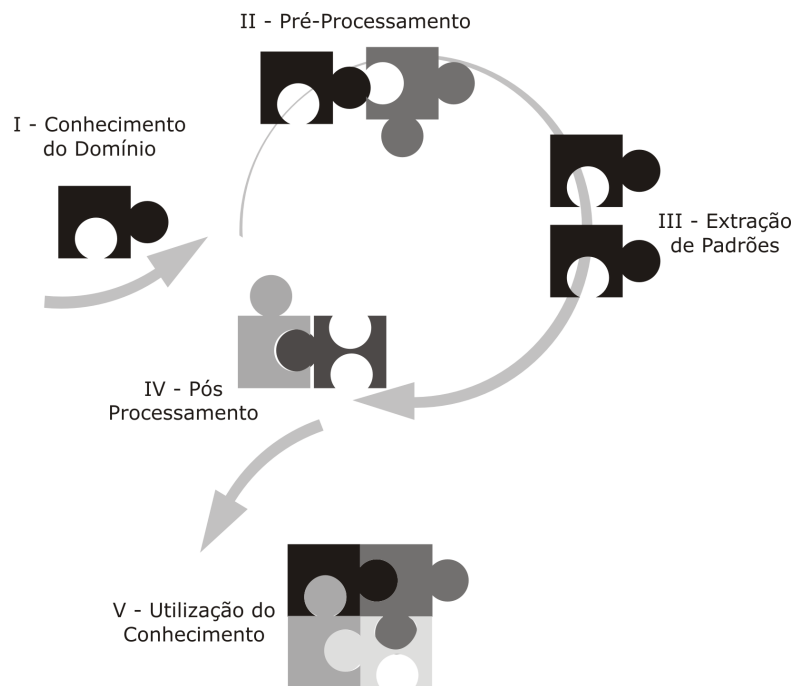 II - Pré-Processamento
I - Conhecimento
do Domínio
III - Extração
de Padrões
IV - Pós
Processamento
V - Utilização do
Conhecimento